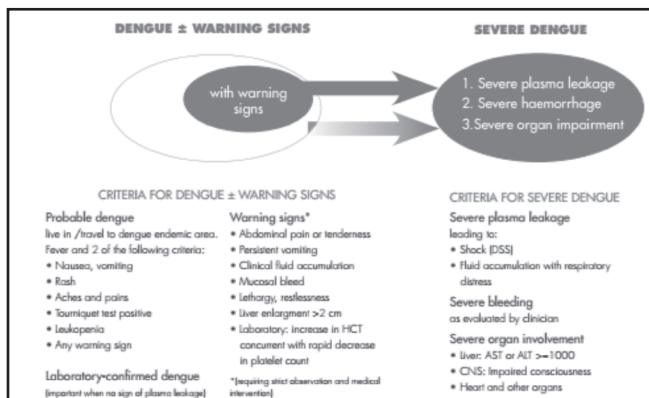 DENGUE ± WARNING SIGNS
SEVERE DENGUE
with warning
signs
1. Severe plasma leakage
2. Severe haemorrhage
3.Severe organ impairment
CRITERIA FOR DENGUE ± WARNING SIGNS
Probable dengue
live in /travel to dengue endemic area.
Fever and 2 of the following criteria:
• Nausea, vomiting
• Rash
• Aches and pains
• Tourniquet test positive
• Leukopenia
• Any warning sign
Laboratory-confirmed dengue
(important when no sign of plasma leakage)
Warning signs*
• Abdominal pain or tenderness
• Persistent vomiting
• Clinical fluid accumulation
• Mucosal bleed
• Lethargy, restlessness
• Liver enlargment >2 cm
• Laboratory: increase in HCT
concurrent with rapid decrease
in platelet count
*(requiring strict observation and medical
intervention)
CRITERIA FOR SEVERE DENGUE
Severe plasma leakage
leading to:
• Shock (DSS)
• Fluid accumulation with respiratory
distress
Severe bleeding
as evaluated by clinician
Severe organ involvement
• Liver: AST or ALT >=1000
• CNS: Impaired consciousness
• Heart and other organs